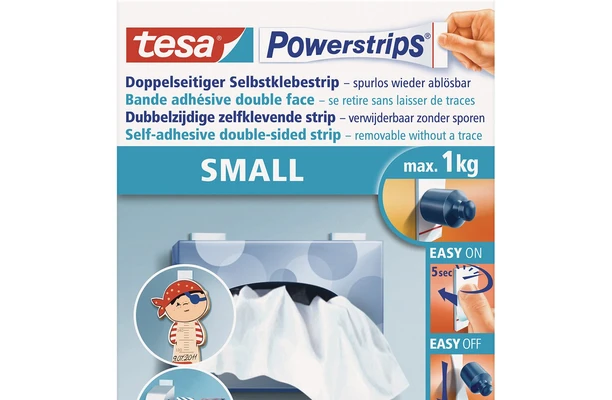 tesa Powerstrips®
Doppelseitiger Selbstklebestrip – spurlos wieder ablösbar
Bande adhésive double face – se retire sans laisser de traces
Dubbelzijdige zelfklevende strip – verwijderbaar zonder sporen
Self-adhesive double-sided strip – removable without a trace
SMALL
max. 1kg
EASY ON
5sec
EASY OFF